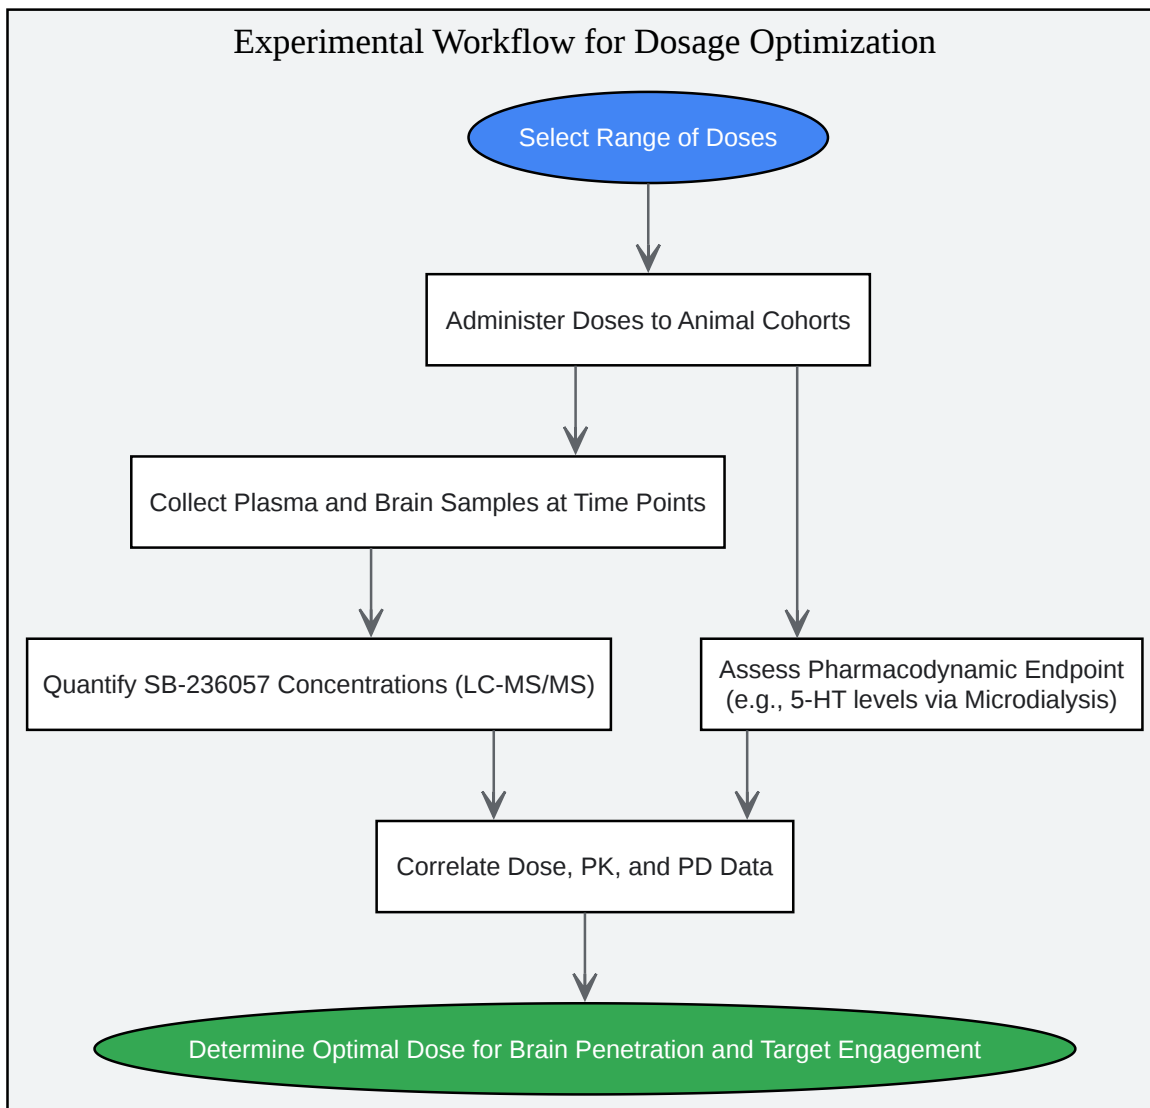 Experimental Workflow for Dosage Optimization
Select Range of Doses
Administer Doses to Animal Cohorts
Collect Plasma and Brain Samples at Time Points
Quantify SB-236057 Concentrations (LC-MS/MS)
Assess Pharmacodynamic Endpoint
(e.g., 5-HT levels via Microdialysis)
Correlate Dose, PK, and PD Data
Determine Optimal Dose for Brain Penetration and Target Engagement